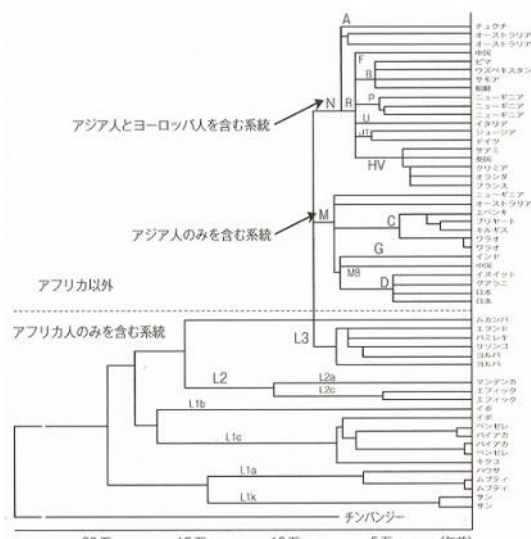 A
チュクチ
オーストラリア
オーストラリア
中国
F
ピマ
ウズベキスタン
B
サモア
朝鮮
N
R
P
ニューギニア
ニューギニア
ニューギニア
アジア人とヨーロッパ人を含む系統
U
イタリア
JT
ジョージア
ドイツ
サアミ
英国
HV
クリミア
オランダ
フランス
ニューギニア
M
オーストラリア
エベンキ
C
ブリヤート
キルギス
アジア人のみを含む系統
ワラオ
ワラオ
G
インド
中国
M8
イヌイット
アフリカ以外
D
グアラニ
日本
日本
アフリカ人のみを含む系統
ムカンバ
エウンド
L3
バミレケ
リソンゴ
ヨルバ
ヨルバ
L2
L2a
マンデンカ
L2c
エフィック
エフィック
L1b
イボ
イボ
L1c
ベンゼレ
バイアカ
バイアカ
ベンゼレ
キクユ
L1a
ハウサ
ムブティ
ムブティ
L1k
サン
サン
チンパンジー